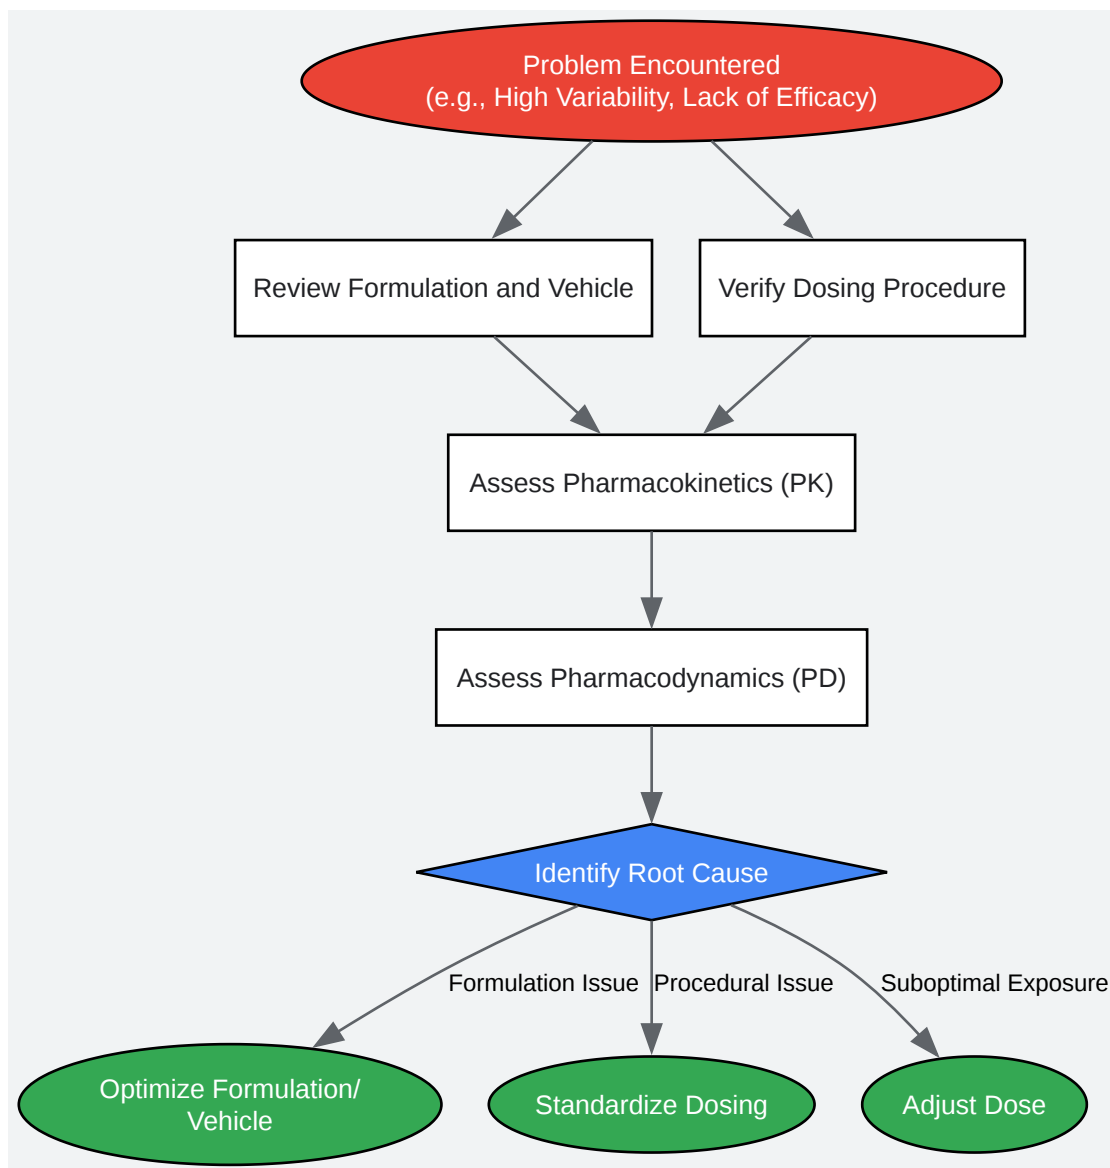 Problem Encountered
(e.g., High Variability, Lack of Efficacy)
Review Formulation and Vehicle
Verify Dosing Procedure
Assess Pharmacokinetics (PK)
Assess Pharmacodynamics (PD)
Identify Root Cause
Formulation Issue
Procedural Issue
Suboptimal Exposure
Optimize Formulation/
Vehicle
Standardize Dosing
Adjust Dose